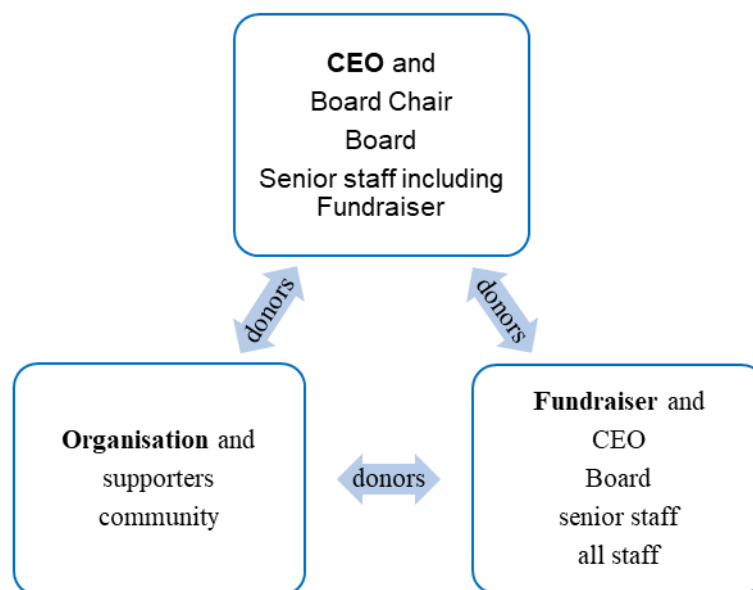 CEO and
Board Chair
Board
Senior staff including
Fundraiser
donors
donors
Organisation and
supporters
community
donors
Fundraiser and
CEO
Board
senior staff
all staff